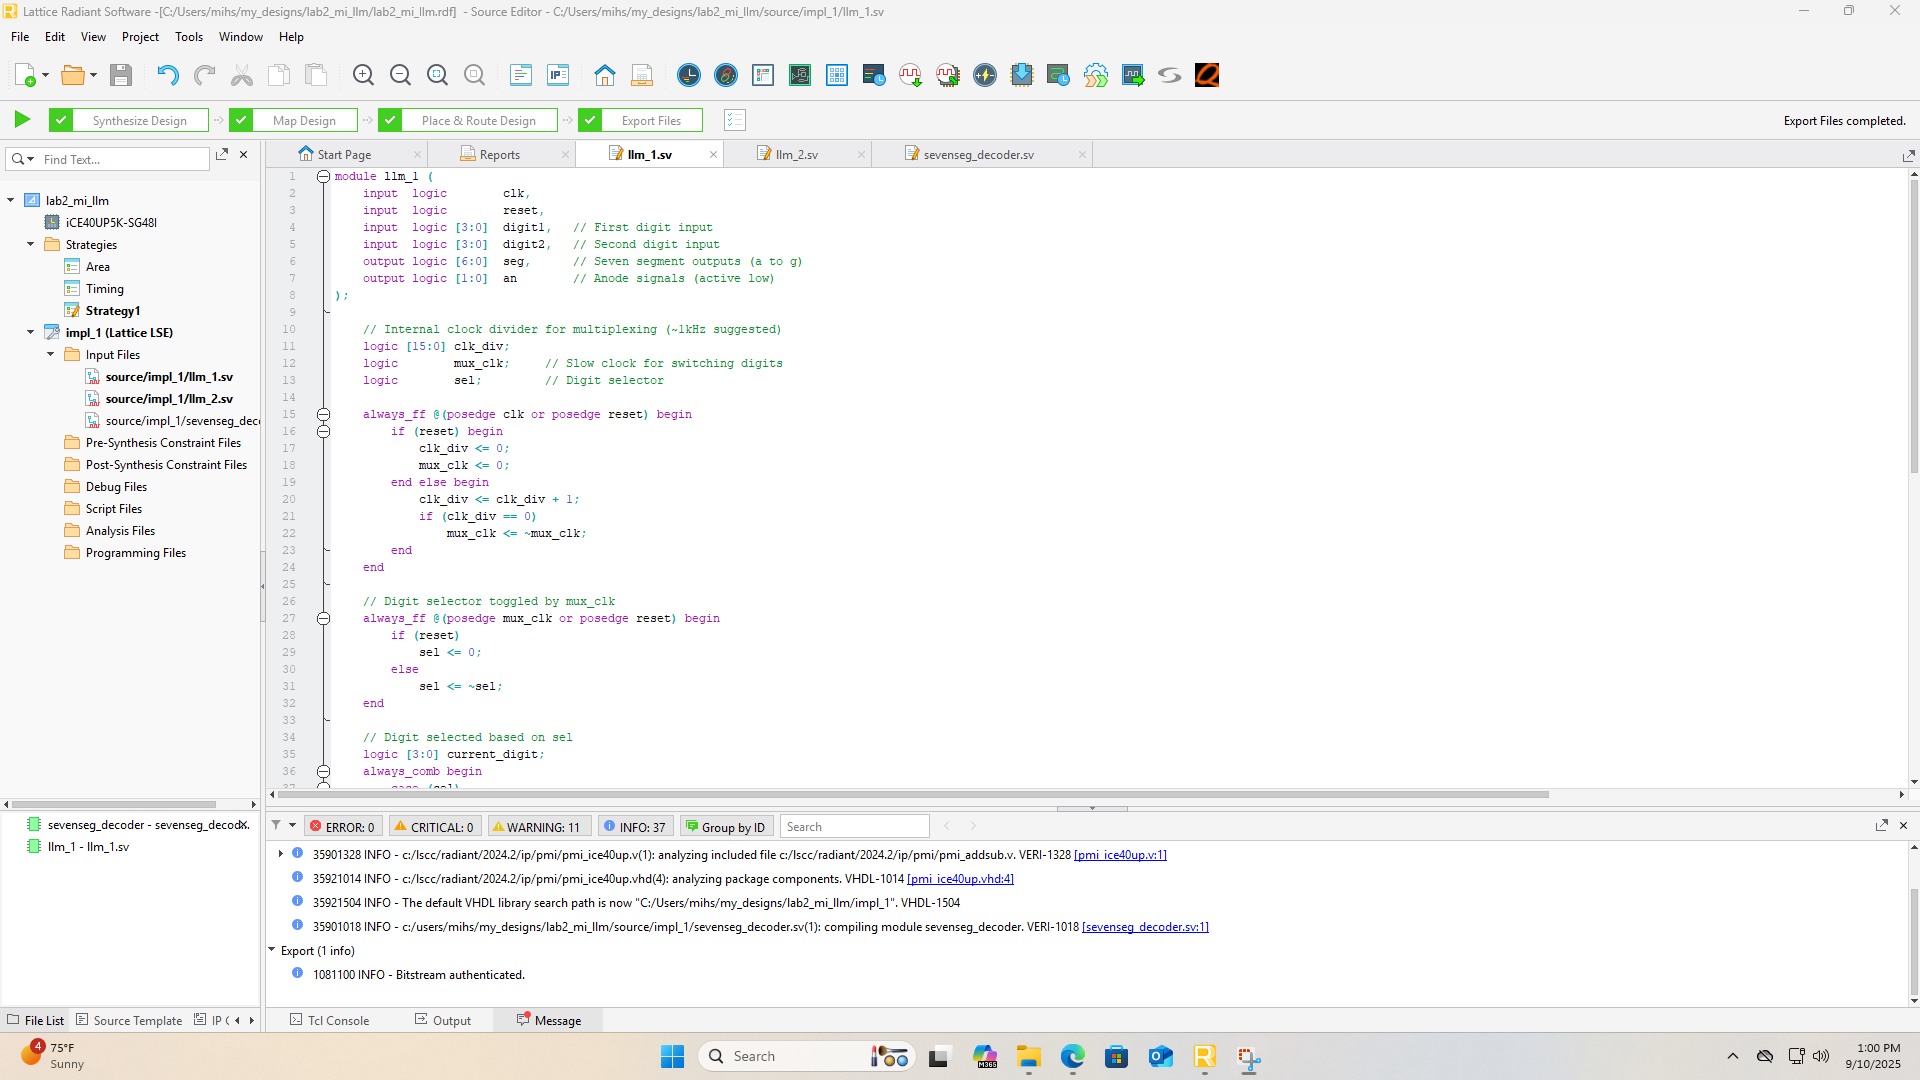 Lattice Radiant Software -[C:/Users/mihs/my_designs/lab2_mi_llm/lab2_mi_llm.rdf]  - Source Editor - C:/Users/mihs/my_designs/lab2_mi_llm/source/impl_1/llm_1.sv
File Edit View Project Tools Window Help
Synthesize Design Map Design Place & Route Design Export Files Export Files completed.
Find Text...
Start Page Reports llm_1.sv llm_2.sv sevenseg_decoder.sv
lab2_mi_llm
iCE40UP5K-SG48I
Strategies
Area
Timing
Strategy1
impl_1 (Lattice LSE)
Input Files
source/impl_1/llm_1.sv
source/impl_1/llm_2.sv
source/impl_1/sevenseg_deco
Pre-Synthesis Constraint Files
Post-Synthesis Constraint Files
Debug Files
Script Files
Analysis Files
Programming Files
sevenseg_decoder - sevenseg_decod
llm_1 - llm_1.sv
File List Source Template IP
1 module llm_1 (
2     input  logic        clk,
3     input  logic        reset,
4     input  logic [3:0]  digit1,   // First digit input
5     input  logic [3:0]  digit2,   // Second digit input
6     output logic [6:0]  seg,      // Seven segment outputs (a to g)
7     output logic [1:0]  an        // Anode signals (active low)
8 );
9
10     // Internal clock divider for multiplexing (~1kHz suggested)
11     logic [15:0] clk_div;
12     logic        mux_clk;     // Slow clock for switching digits
13     logic        sel;         // Digit selector
14
15     always_ff @(posedge clk or posedge reset) begin
16         if (reset) begin
17             clk_div <= 0;
18             mux_clk <= 0;
19         end else begin
20             clk_div <= clk_div + 1;
21             if (clk_div == 0)
22                 mux_clk <= ~mux_clk;
23         end
24     end
25
26     // Digit selector toggled by mux_clk
27     always_ff @(posedge mux_clk or posedge reset) begin
28         if (reset)
29             sel <= 0;
30         else
31             sel <= ~sel;
32     end
33
34     // Digit selected based on sel
35     logic [3:0] current_digit;
36     always_comb begin
37         case (sel)
ERROR: 0 CRITICAL: 0 WARNING: 11 INFO: 37 Group by ID Search
35901328 INFO - c:/lscc/radiant/2024.2/ip/pmi/pmi_ice40up.v(1): analyzing included file c:/lscc/radiant/2024.2/ip/pmi/pmi_addsub.v. VERI-1328 [pmi_ice40up.v:1]
35921014 INFO - c:/lscc/radiant/2024.2/ip/pmi/pmi_ice40up.vhd(4): analyzing package components. VHDL-1014 [pmi_ice40up.vhd:4]
35921504 INFO - The default VHDL library search path is now "C:/Users/mihs/my_designs/lab2_mi_llm/impl_1". VHDL-1504
35901018 INFO - c:/users/mihs/my_designs/lab2_mi_llm/source/impl_1/sevenseg_decoder.sv(1): compiling module sevenseg_decoder. VERI-1018 [sevenseg_decoder.sv:1]
Export (1 info)
1081100 INFO - Bitstream authenticated.
Tcl Console Output Message
4
75°F
Sunny
Search
M365
1:00 PM
9/10/2025